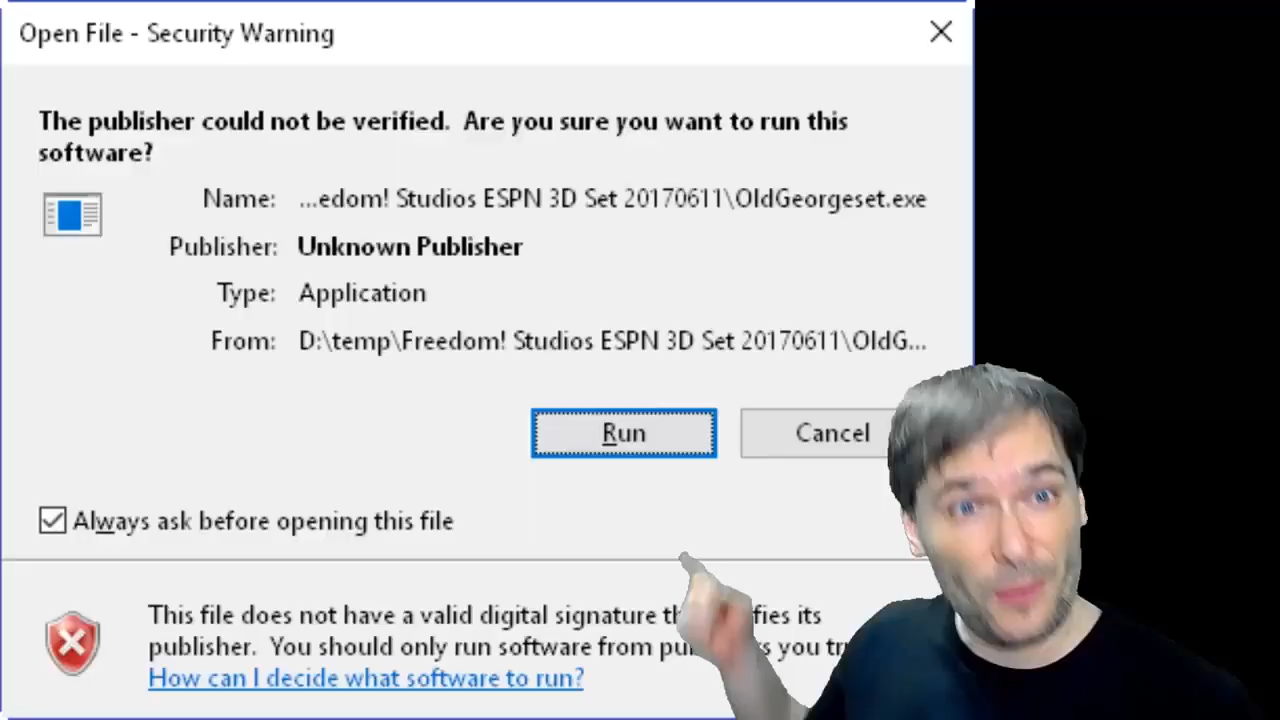 Open File - Security Warning
The publisher could not be verified. Are you sure you want to run this
software?
Name: ...edom! Studios ESPN 3D Set 20170611\OldGeorgeset.exe
Publisher: Unknown Publisher
Type: Application
From: D:\temp\Freedom! Studios ESPN 3D Set 20170611\OldG...
Run Cancel
Always ask before opening this file
This file does not have a valid digital signature its
publisher. You should only run software from you
How can I decide what software to run?